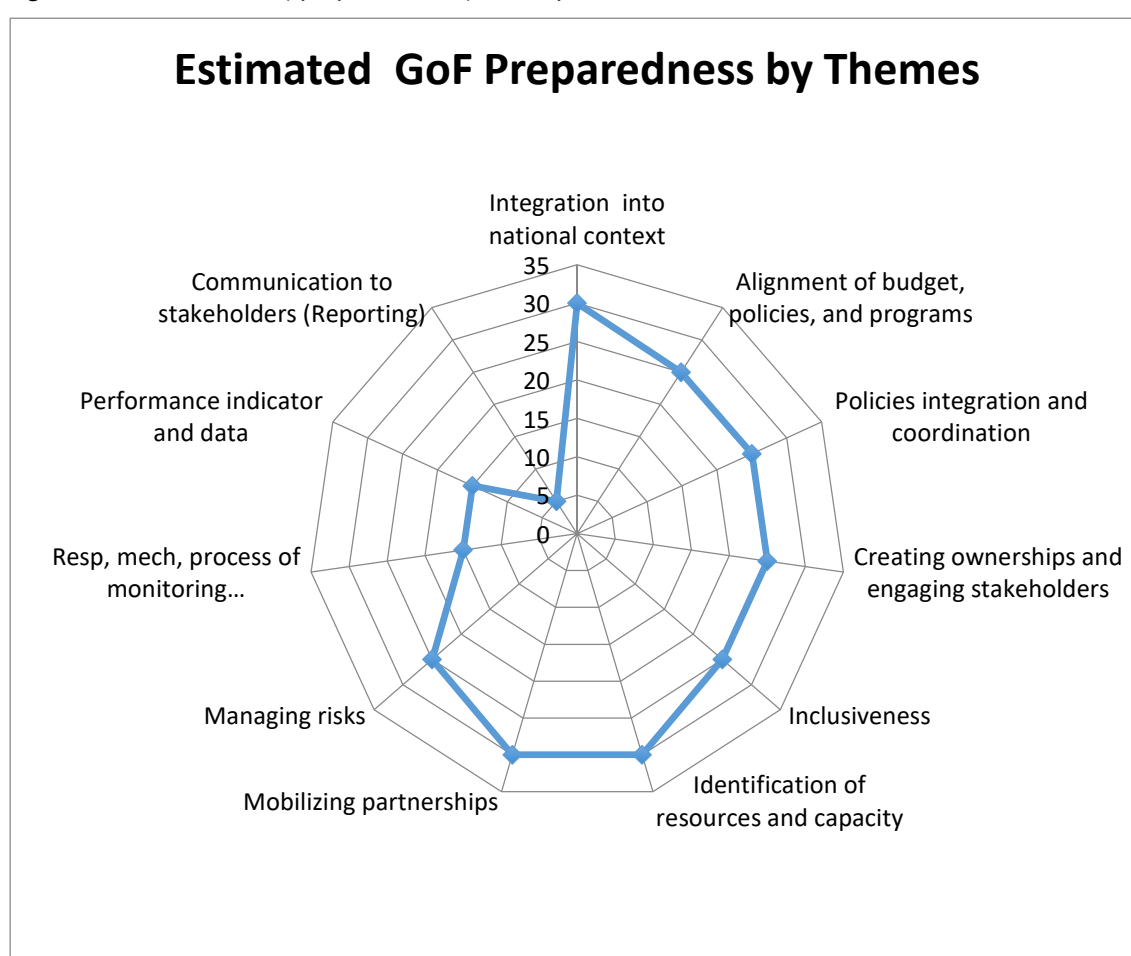 Estimated GoF Preparedness by Themes
Integration into
national context
Alignment of budget,
policies, and programs
Policies integration and
coordination
Creating ownerships and
engaging stakeholders
Inclusiveness
Identification of
resources and capacity
Mobilizing partnerships
Managing risks
Resp, mech, process of
monitoring…
Performance indicator
and data
Communication to
stakeholders (Reporting)
35
30
25
20
15
10
5
0